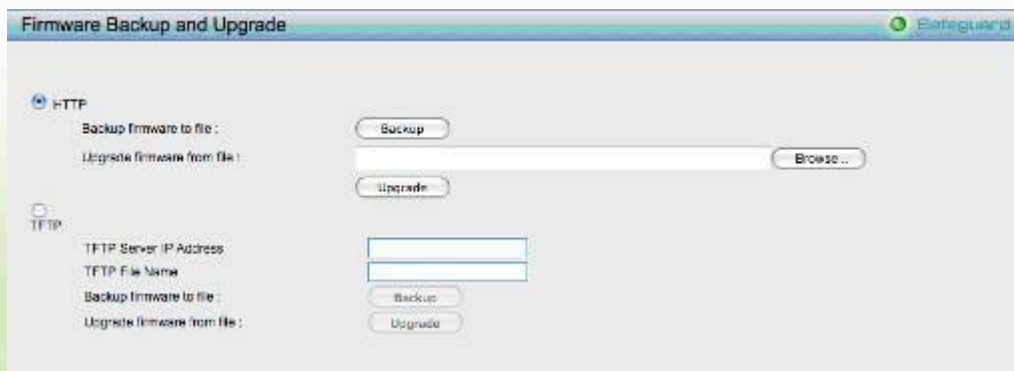 Firmware Backup and Upgrade
Safeguard
HTTP
Backup firmware to file :
Backup
Upgrade firmware from file :
Browse...
Upgrade
TFTP
TFTP Server IP Address
TFTP File Name
Backup firmware to file :
Backup
Upgrade firmware from file :
Upgrade